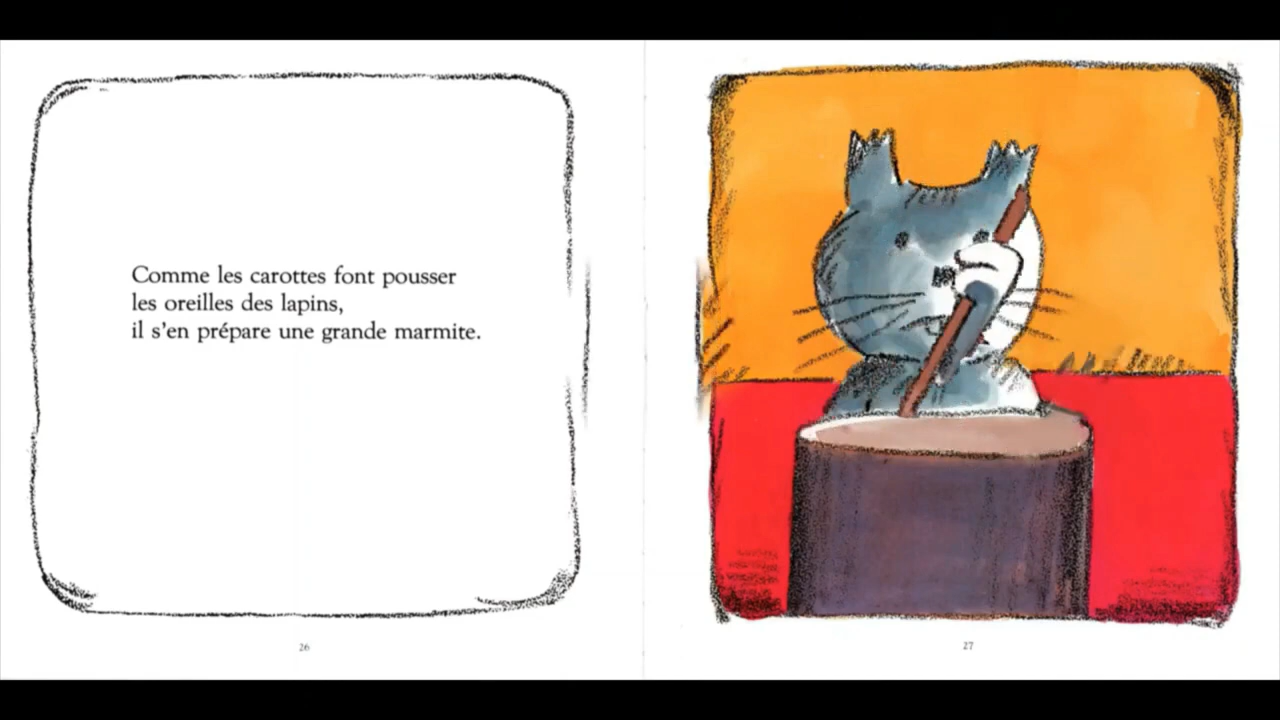 Comme les carottes font pousser
les oreilles des lapins,
il s'en prépare une grande marmite.
26
27